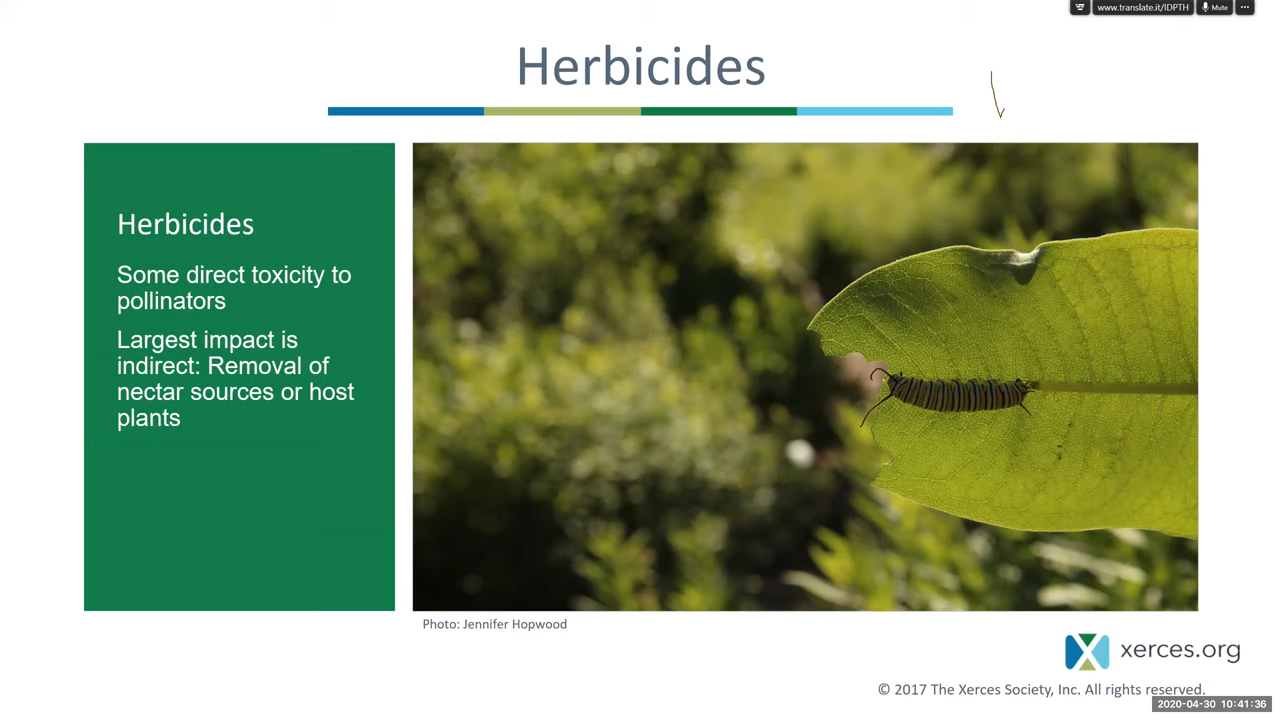 www.translate.it/IDPTH
Mute
Herbicides
Herbicides
Some direct toxicity to
pollinators
Largest impact is
indirect: Removal of
nectar sources or host
plants
Photo: Jennifer Hopwood
xerces.org
© 2017 The Xerces Society, Inc. All rights reserved.
2020-04-30 10:41:36